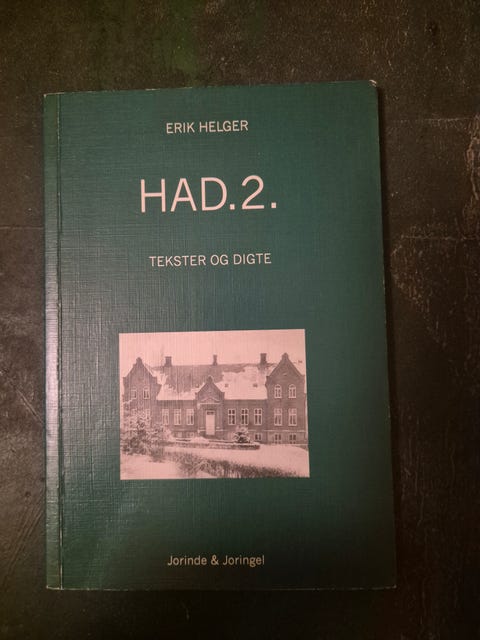 ERIK HELGER
HAD.2.
TEKSTER OG DIGTE
Jorinde & Joringel